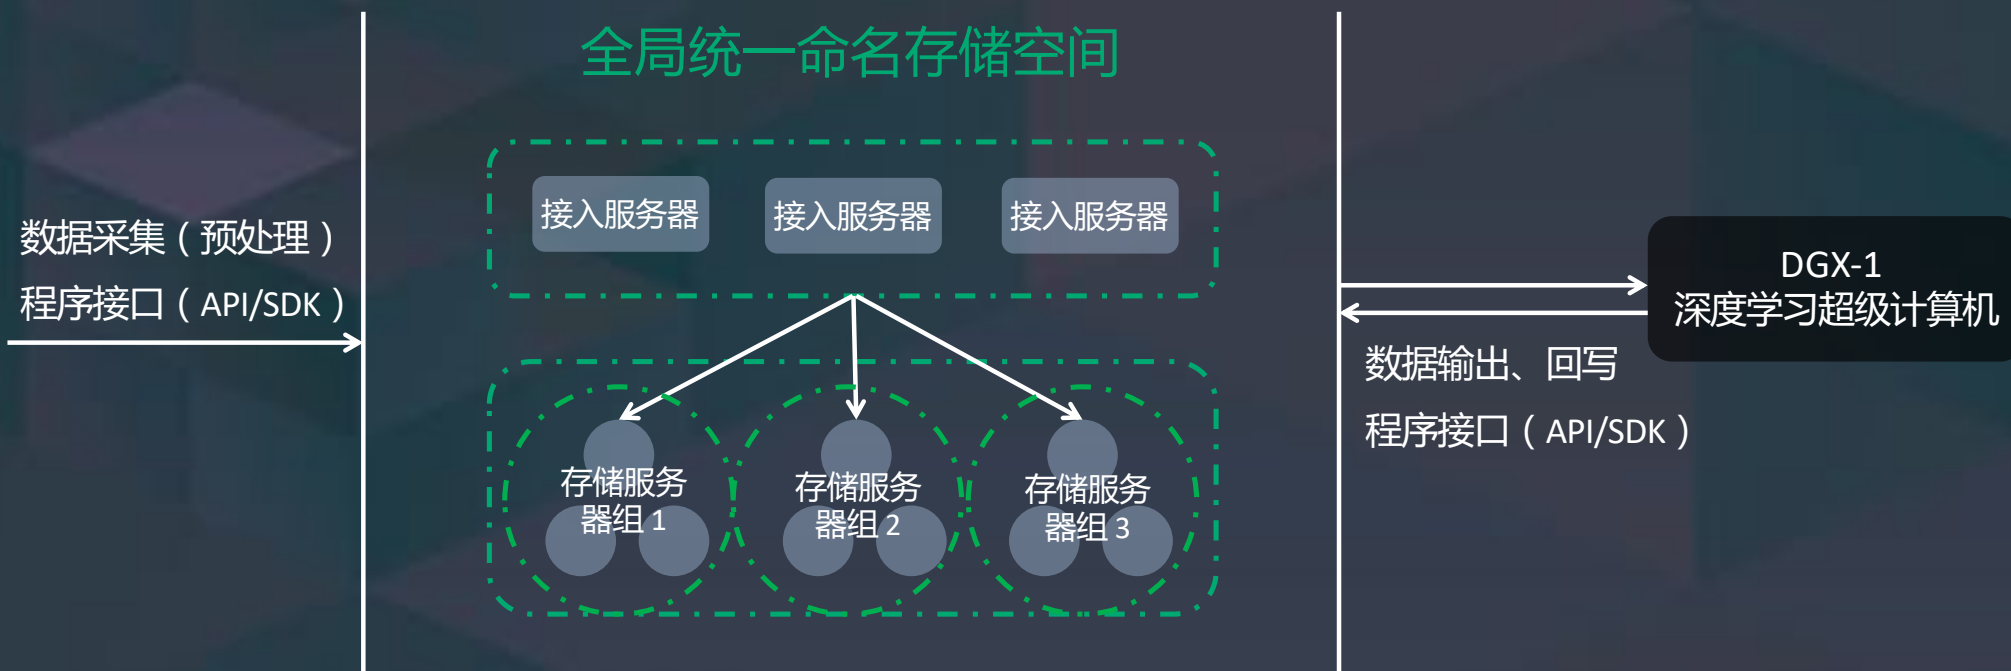 全局统一命名存储空间
数据采集（预处理）
程序接口（API/SDK）
接入服务器
接入服务器
接入服务器
存储服务
器组 1
存储服务
器组 2
存储服务
器组 3
DGX-1
深度学习超级计算机
数据输出、回写
程序接口（API/SDK）